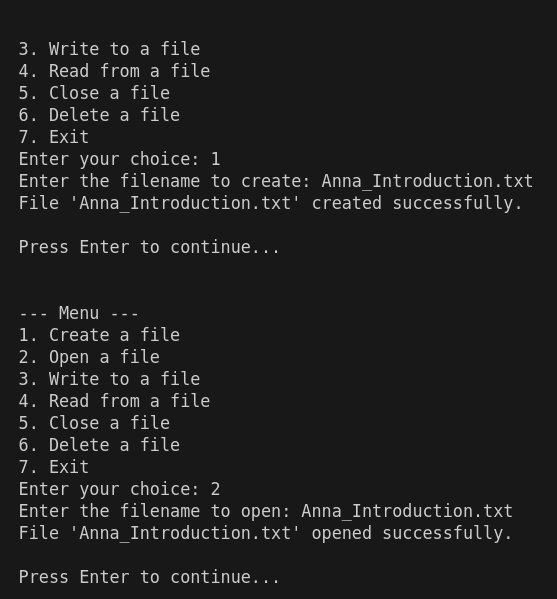 3. Write to a file
4. Read from a file
5. Close a file
6. Delete a file
7. Exit
Enter your choice: 1
Enter the filename to create: Anna_Introduction.txt
File 'Anna_Introduction.txt' created successfully.
Press Enter to continue...
--- Menu ---
1. Create a file
2. Open a file
3. Write to a file
4. Read from a file
5. Close a file
6. Delete a file
7. Exit
Enter your choice: 2
Enter the filename to open: Anna_Introduction.txt
File 'Anna_Introduction.txt' opened successfully.
Press Enter to continue...